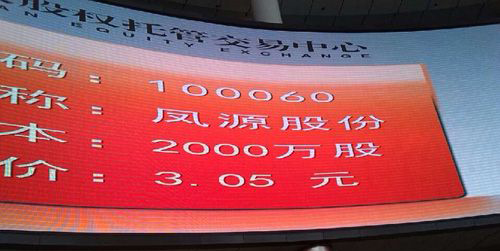 股权托管交易中心
AN EQUITY EXCHANGE
码：100060
称：凤源股份
本：2000万股
价：3.05 元